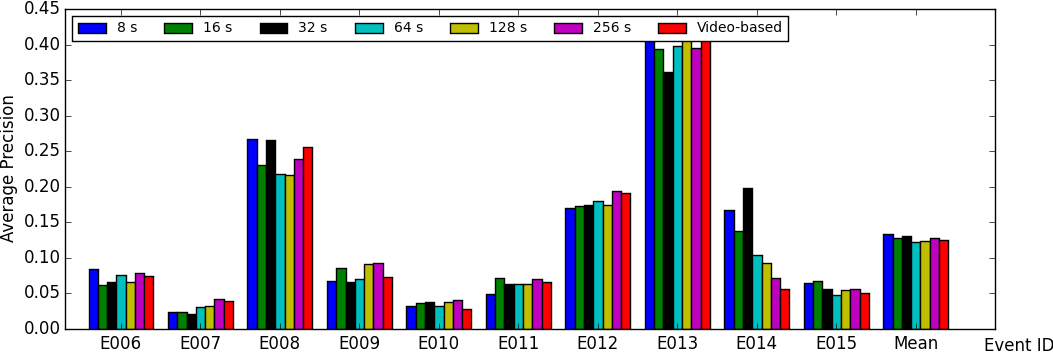 0.45
8 s 16 s 32 s 64 s 128 s 256 s Video-based
0.40
0.35
0.30
0.25
0.20
0.15
0.10
0.05
0.00
Average Precision
E006 E007 E008 E009 E010 E011 E012 E013 E014 E015 Mean
Event ID